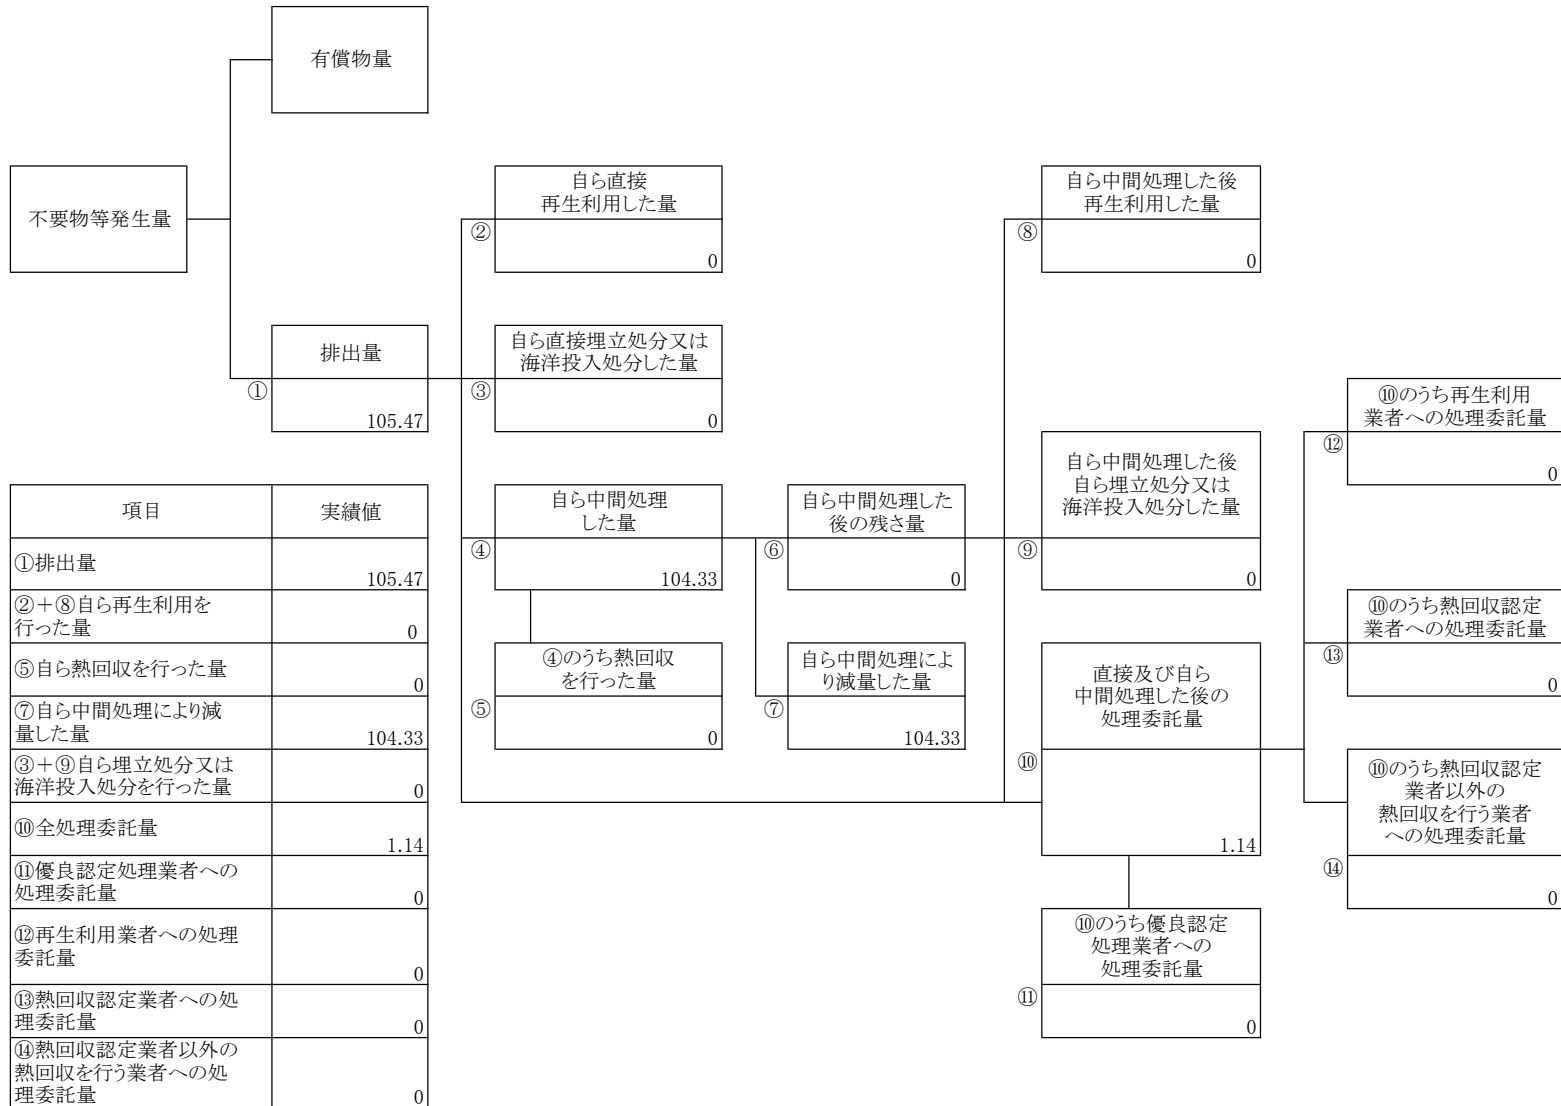 有償物量
不要物等発生量
自ら直接
再生利用した量
②
0
自ら中間処理した後
再生利用した量
⑧
0
排出量
①
105.47
自ら直接埋立処分又は
海洋投入処分した量
③
0
⑩のうち再生利用
業者への処理委託量
⑫
0
自ら中間処理した後
自ら埋立処分又は
海洋投入処分した量
⑨
0
自ら中間処理
した量
④
104.33
自ら中間処理した
後の残さ量
⑥
0
⑩のうち熱回収認定
業者への処理委託量
⑬
0
④のうち熱回収
を行った量
⑤
0
自ら中間処理によ
り減量した量
⑦
104.33
直接及び自ら
中間処理した後の
処理委託量
⑩
1.14
⑩のうち熱回収認定
業者以外の
熱回収を行う業者
への処理委託量
⑭
0
⑩のうち優良認定
処理業者への
処理委託量
⑪
0
項目 実績値
①排出量 105.47
②+⑧自ら再生利用を
行った量 0
⑤自ら熱回収を行った量 0
⑦自ら中間処理により減
量した量 104.33
③+⑨自ら埋立処分又は
海洋投入処分を行った量 0
⑩全処理委託量 1.14
⑪優良認定処理業者への
処理委託量 0
⑫再生利用業者への処理
委託量 0
⑬熱回収認定業者への処
理委託量 0
⑭熱回収認定業者以外の
熱回収を行う業者への処
理委託量 0